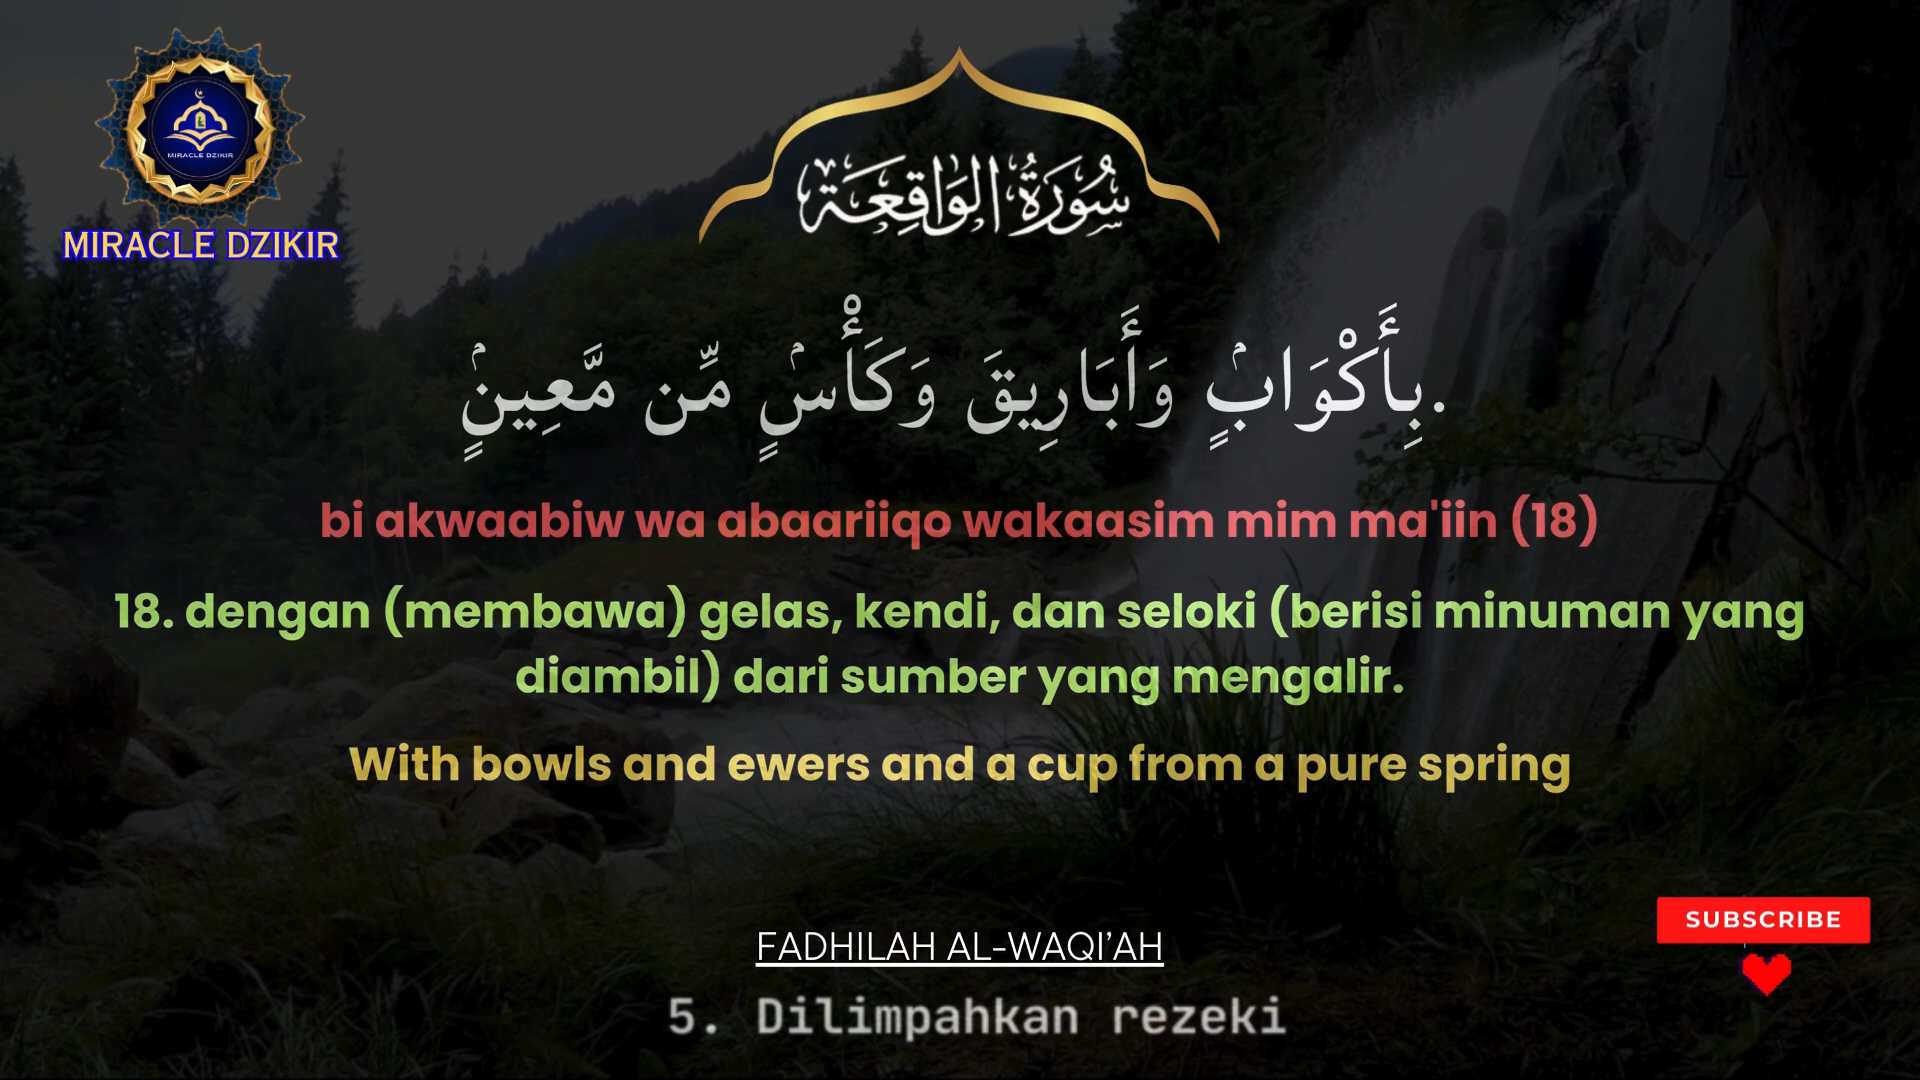 MIRACLE DZIKIR
MIRACLE DZIKIR
سُورَةُ الوَاقِعَة
بِأَكْوَابٍۢ وَأَبَارِيقَ وَكَأْسٍۢ مِّن مَّعِينٍۢ.
bi akwaabiw wa abaariiqo wakaasim mim ma'iin (18)
18. dengan (membawa) gelas, kendi, dan seloki (berisi minuman yang
diambil) dari sumber yang mengalir.
With bowls and ewers and a cup from a pure spring
SUBSCRIBE
FADHILAH AL-WAQI’AH
5. Dilimpahkan rezeki